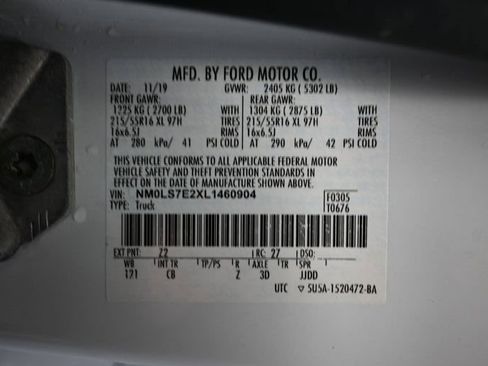 MFD. BY FORD MOTOR CO.
DATE: 11/19 GVWR: 2405 KG ( 5302 LB)
FRONT GAWR: REAR GAWR:
1225 KG ( 2700 LB) WITH 1304 KG ( 2875 LB) WITH
215/55R16 XL 97H TIRES 215/55R16 XL 97H TIRES
16x6.5J RIMS 16x6.5J RIMS
AT 280 kPa/ 41 PSI COLD AT 290 kPa/ 42 PSI COLD
THIS VEHICLE CONFORMS TO ALL APPLICABLE FEDERAL MOTOR
VEHICLE SAFETY AND THEFT PREVENTION STANDARDS IN
EFFECT ON THE DATE OF MANUFACTURE SHOWN ABOVE.
VIN: NM0LS7E2XL1460904 F0305
TYPE: Truck T0676
EXT PNT: Z2 RC: 27
WB INT TR TP/PS R AXLE TR SPR
171 CB Z 3D JJDD
UTC ▽ 5U5A-1520472-BA